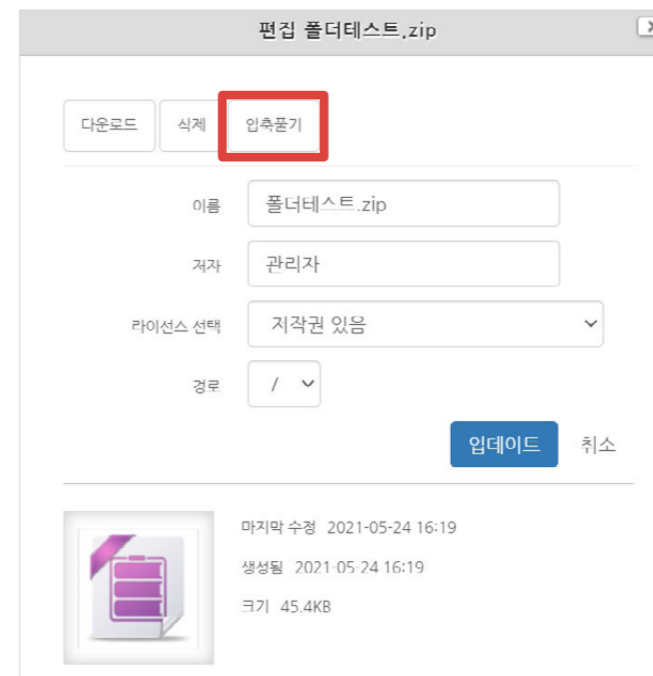 편집 폴더테스트.zip
다운로드 삭제 압축풀기
이름 폴더테스트.zip
저자 관리자
라이선스 선택 저작권 있음
경로 /
업데이트 취소
마지막 수정 2021-05-24 16:19
생성됨 2021-05-24 16:19
크기 45.4KB